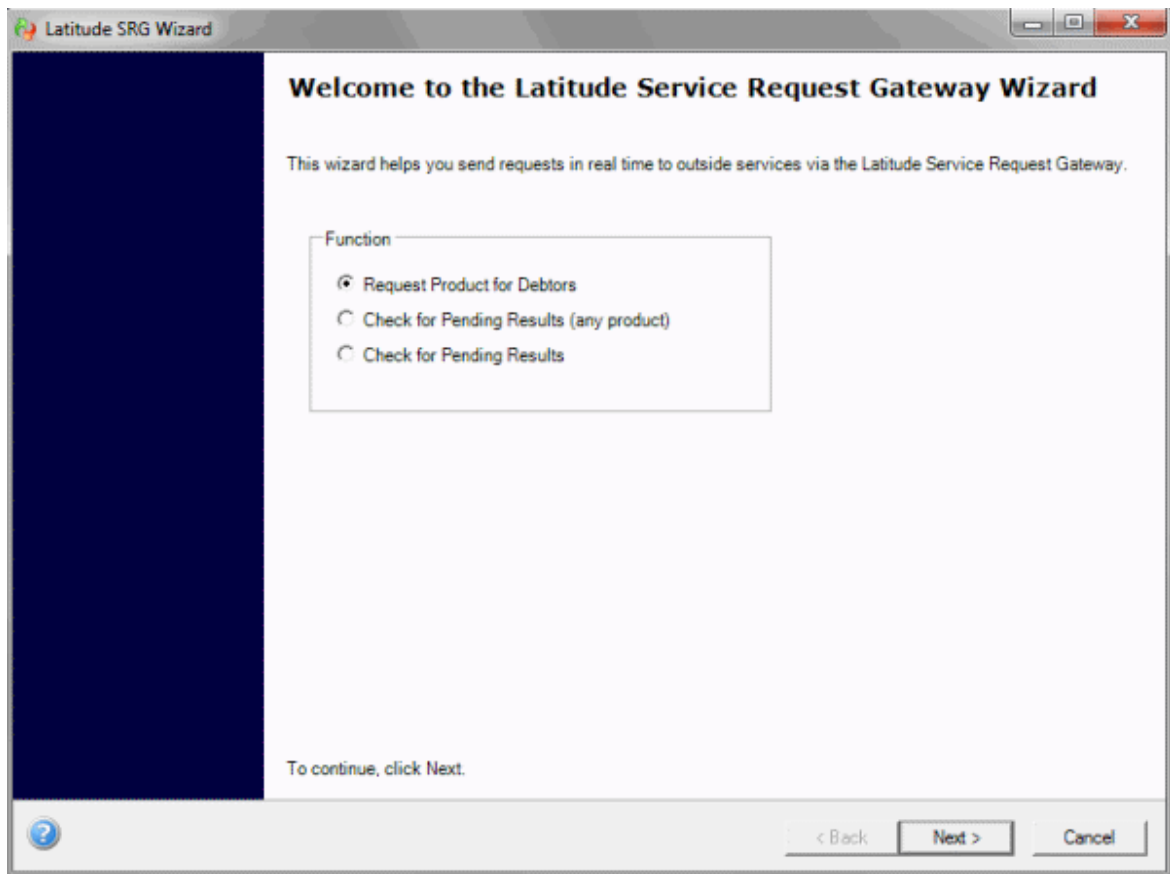 Latitude SRG Wizard
Welcome to the Latitude Service Request Gateway Wizard
This wizard helps you send requests in real time to outside services via the Latitude Service Request Gateway.
Function
Request Product for Debtors
Check for Pending Results (any product)
Check for Pending Results
To continue, click Next.
? < Back Next > Cancel